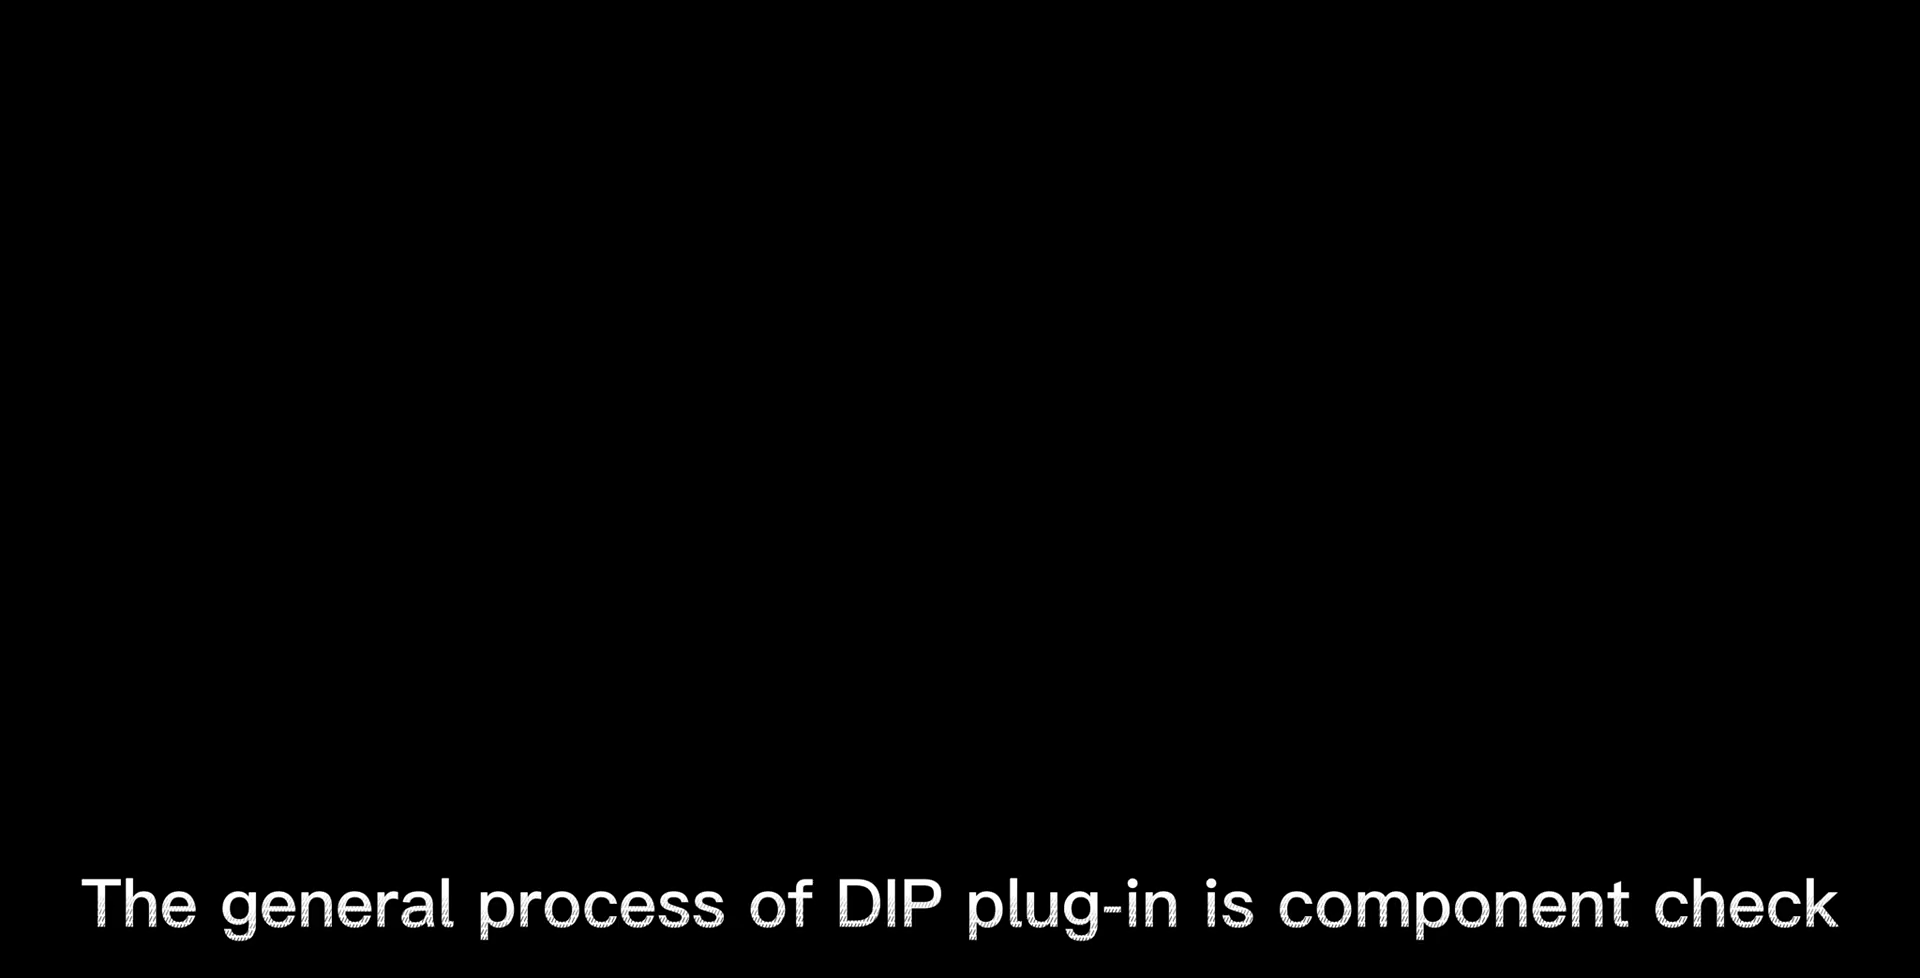 The general process of DIP plug-in is component check